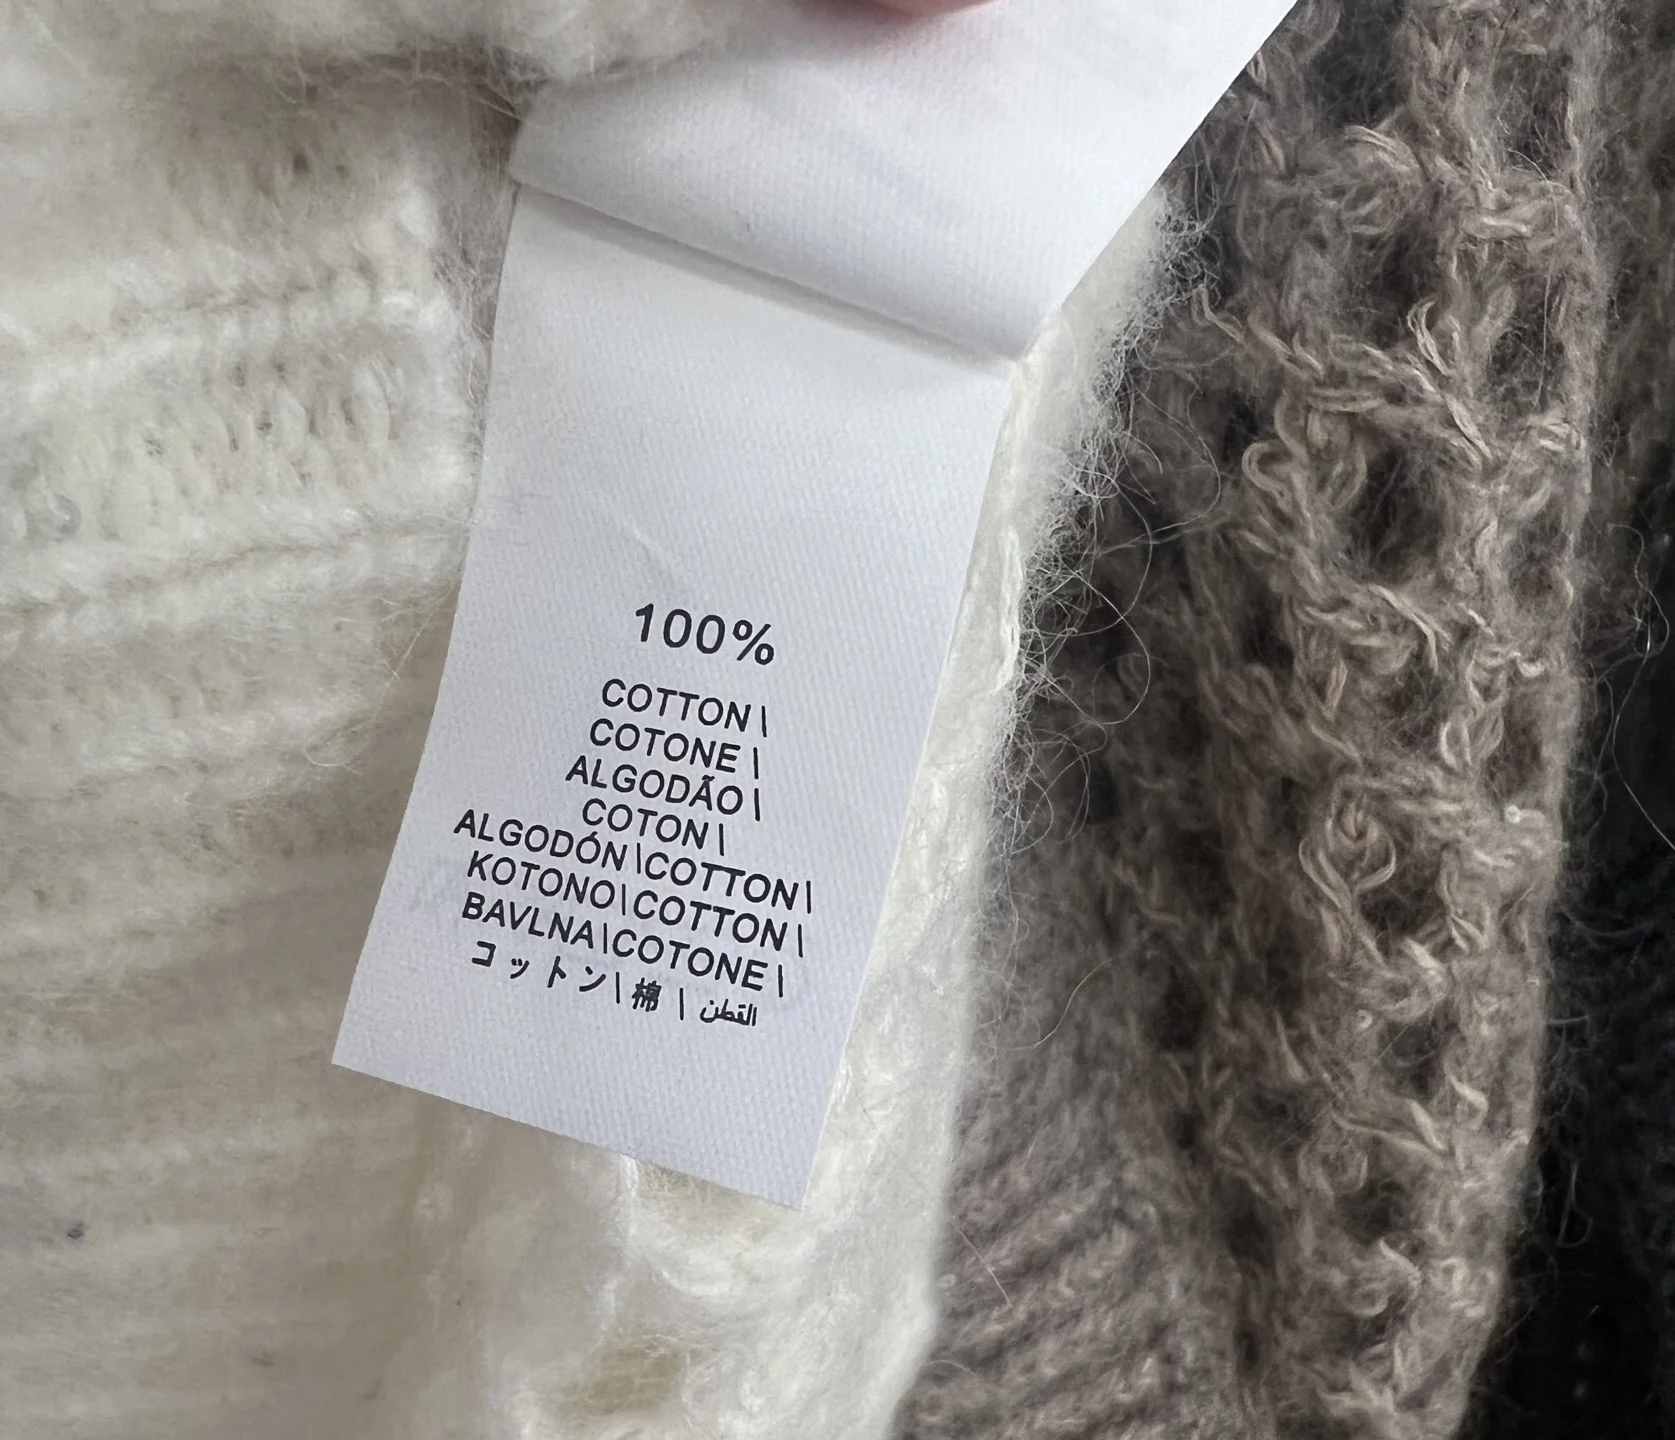 100%
COTTON\
COTONE\
ALGODÃO\
COTON\
ALGODÓN\COTTON\
KOTONO\COTTON\
BAVLNA\COTONE\
コットン\棉\القطن